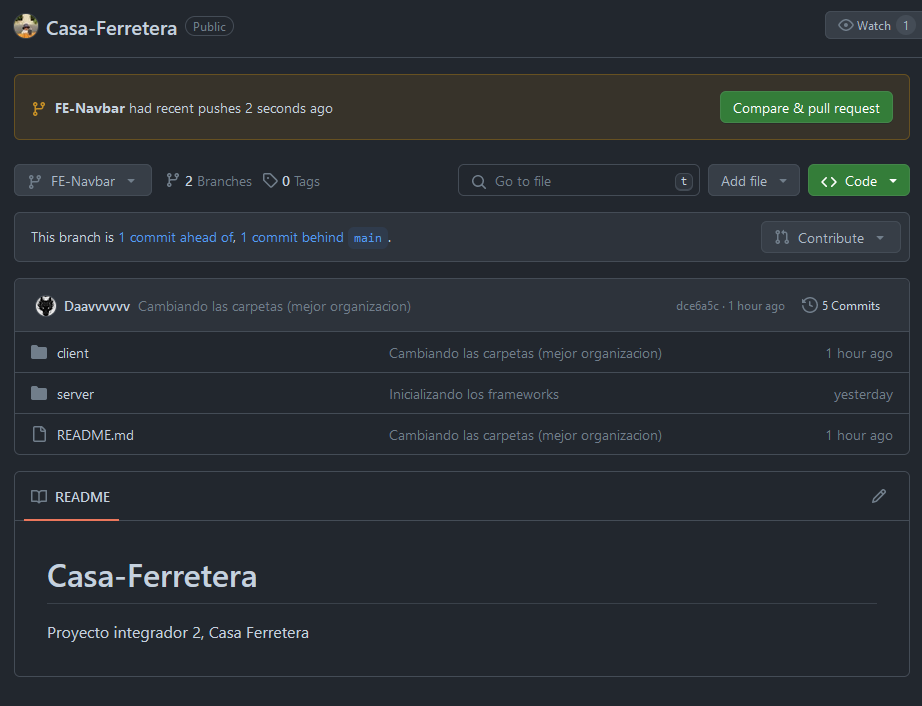 Casa-Ferretera Public Watch 1
FE-Navbar had recent pushes 2 seconds ago Compare & pull request
FE-Navbar 2 Branches 0 Tags Go to file t Add file Code
This branch is 1 commit ahead of, 1 commit behind main . Contribute
Daavvvvvv Cambiando las carpetas (mejor organizacion) dce6a5c · 1 hour ago 5 Commits
client Cambiando las carpetas (mejor organizacion) 1 hour ago
server Inicializando los frameworks yesterday
README.md Cambiando las carpetas (mejor organizacion) 1 hour ago
README
Casa-Ferretera
Proyecto integrador 2, Casa Ferretera